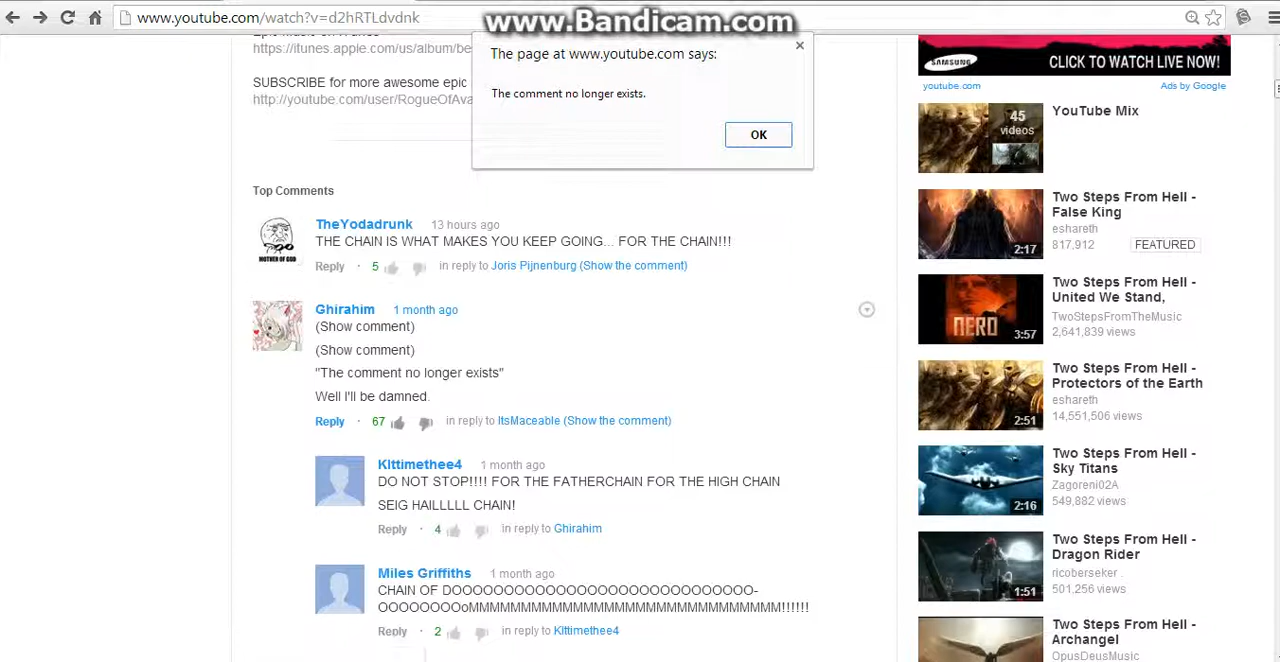 www.youtube.com/watch?v=d2hRTLdvdnk
www.Bandicam.com
https://itunes.apple.com/us/album/be
SUBSCRIBE for more awesome epic
http://youtube.com/user/RogueOfAva
The page at www.youtube.com says:
The comment no longer exists.
OK
Top Comments
TheYodadrunk 13 hours ago
THE CHAIN IS WHAT MAKES YOU KEEP GOING... FOR THE CHAIN!!!
Reply · 5 in reply to Joris Pijnenburg (Show the comment)
MOTHER OF GOD
Ghirahim 1 month ago
(Show comment)
(Show comment)
"The comment no longer exists"
Well I'll be damned.
Reply · 67 in reply to ItsMaceable (Show the comment)
KIttimethee4 1 month ago
DO NOT STOP!!!! FOR THE FATHERCHAIN FOR THE HIGH CHAIN
SEIG HAILLLLL CHAIN!
Reply · 4 in reply to Ghirahim
Miles Griffiths 1 month ago
CHAIN OF DOOOOOOOOOOOOOOOOOOOOOOOOOOO-
OOOOOOOOoMMMMMMMMMMMMMMMMMMMMMMMMMMMMMM!!!!!!
Reply · 2 in reply to KIttimethee4
SAMSUNG
CLICK TO WATCH LIVE NOW!
youtube.com Ads by Google
45
videos
YouTube Mix
Two Steps From Hell -
False King
eshareth
817,912 FEATURED
2:17
Two Steps From Hell -
United We Stand,
TwoStepsFromTheMusic
2,641,839 views
NERO
3:57
Two Steps From Hell -
Protectors of the Earth
eshareth
14,551,506 views
2:51
Two Steps From Hell -
Sky Titans
Zagoreni02A
549,882 views
2:16
Two Steps From Hell -
Dragon Rider
ricoberseker .
501,256 views
1:51
Two Steps From Hell -
Archangel
OpusDeusMusic